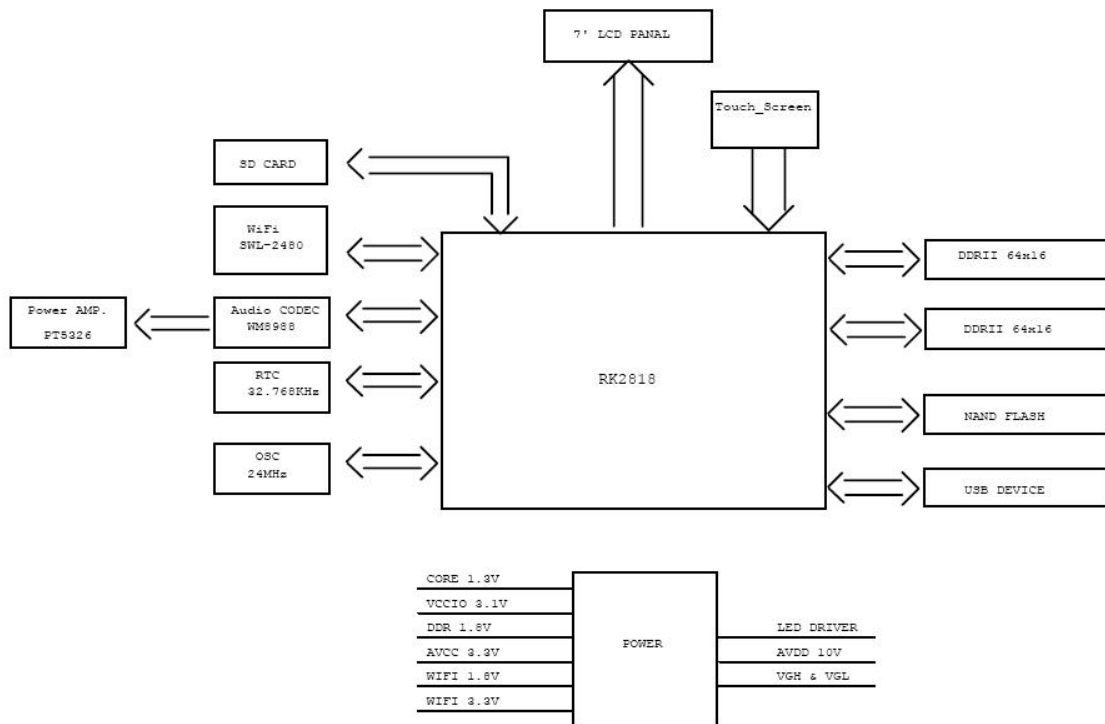 7' LCD PANAL
Touch_Screen
SD CARD
WiFi
SWL-2480
DDRII 64x16
Power AMP.
PT5326
Audio CODEC
WM8988
DDRII 64x16
RTC
32.768KHz
RK2818
NAND FLASH
OSC
24MHz
USB DEVICE
CORE 1.3V
VCCIO 3.1V
DDR 1.8V
AVCC 3.3V
WIFI 1.8V
WIFI 3.3V
POWER
LED DRIVER
AVDD 10V
VGH & VGL